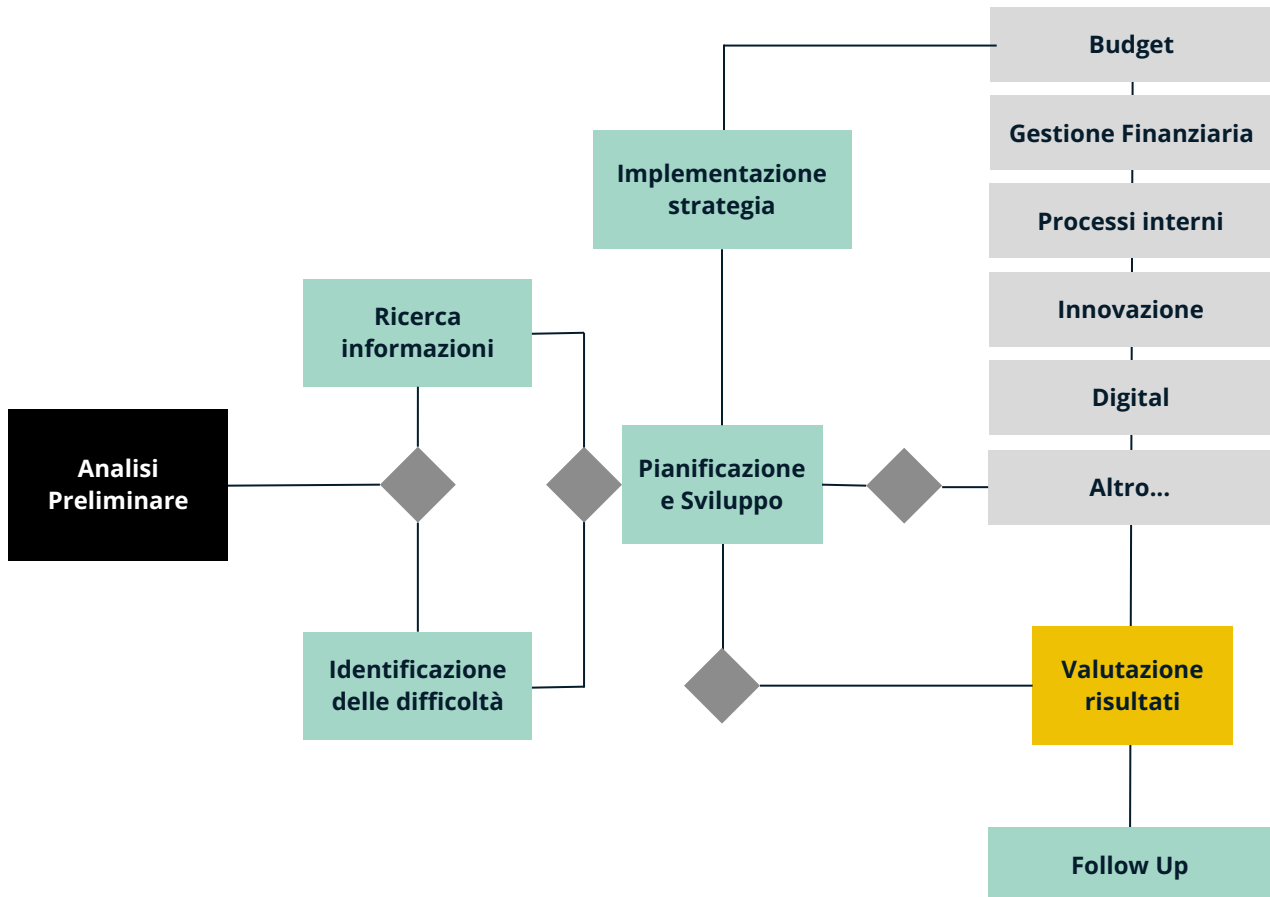 Budget
Gestione Finanziaria
Implementazione
strategia
Processi interni
Innovazione
Ricerca
informazioni
Digital
Analisi
Preliminare
Pianificazione
e Sviluppo
Altro...
Identificazione
delle difficoltà
Valutazione
risultati
Follow Up